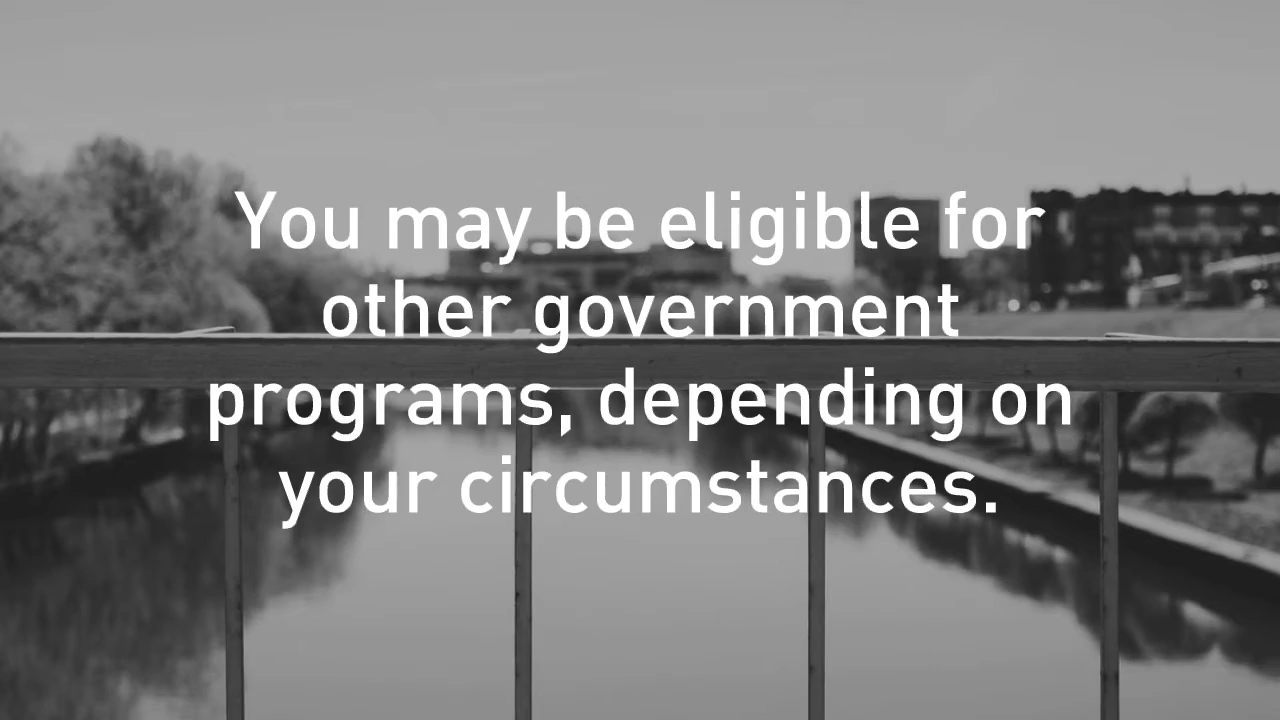 You may be eligible for
other government
programs, depending on
your circumstances.